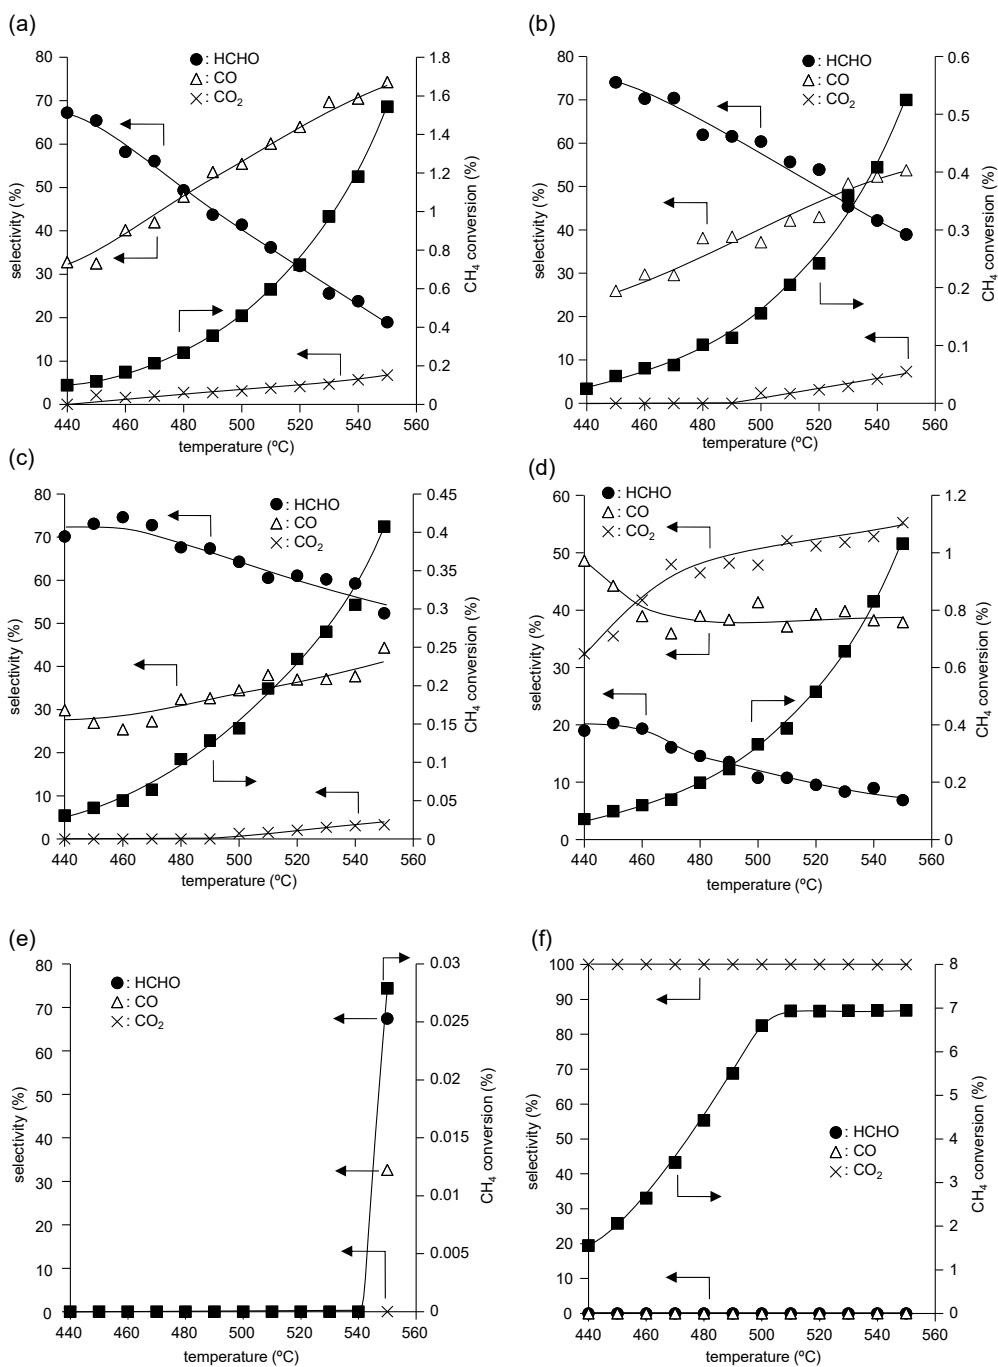 (a)
HCHO
CO
CO2
80
70
60
50
40
30
20
10
0
selectivity (%)
1.8
1.6
1.4
1.2
1
0.8
0.6
0.4
0.2
0
CH4 conversion (%)
440 460 480 500 520 540 560
temperature (ºC)
(b)
: HCHO
: CO
: CO2
80
70
60
50
40
30
20
10
0
selectivity (%)
0.6
0.5
0.4
0.3
0.2
0.1
0
CH4 conversion (%)
440 460 480 500 520 540 560
temperature (ºC)
(c)
: HCHO
: CO
: CO2
80
70
60
50
40
30
20
10
0
selectivity (%)
0.45
0.4
0.35
0.3
0.25
0.2
0.15
0.1
0.05
0
CH4 conversion (%)
440 460 480 500 520 540 560
temperature (ºC)
(d)
: HCHO
: CO
: CO2
60
50
40
30
20
10
0
selectivity (%)
1.2
1
0.8
0.6
0.4
0.2
0
CH4 conversion (%)
440 460 480 500 520 540 560
temperature (ºC)
(e)
: HCHO
: CO
: CO2
80
70
60
50
40
30
20
10
0
selectivity (%)
0.03
0.025
0.02
0.015
0.01
0.005
0
CH4 conversion (%)
440 460 480 500 520 540 560
temperature (ºC)
(f)
100
90
80
70
60
50
40
30
20
10
0
selectivity (%)
: HCHO
: CO
: CO2
8
7
6
5
4
3
2
1
0
CH4 conversion (%)
440 460 480 500 520 540 560
temperature (ºC)